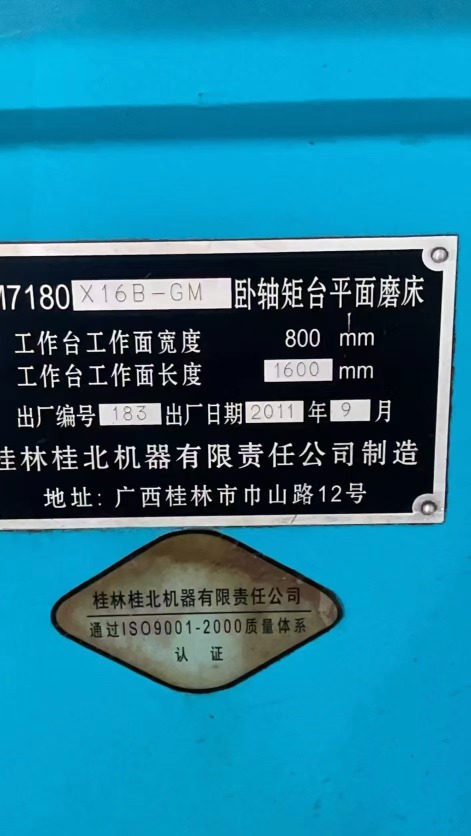 M7180 X16B-GM 卧轴矩台平面磨床
工作台工作面宽度 800 mm
工作台工作面长度 1600 mm
出厂编号 183 出厂日期 2011 年 9 月
桂林桂北机器有限责任公司制造
地址: 广西桂林市巾山路12号
桂林桂北机器有限责任公司
通过ISO9001-2000质量体系
认 证